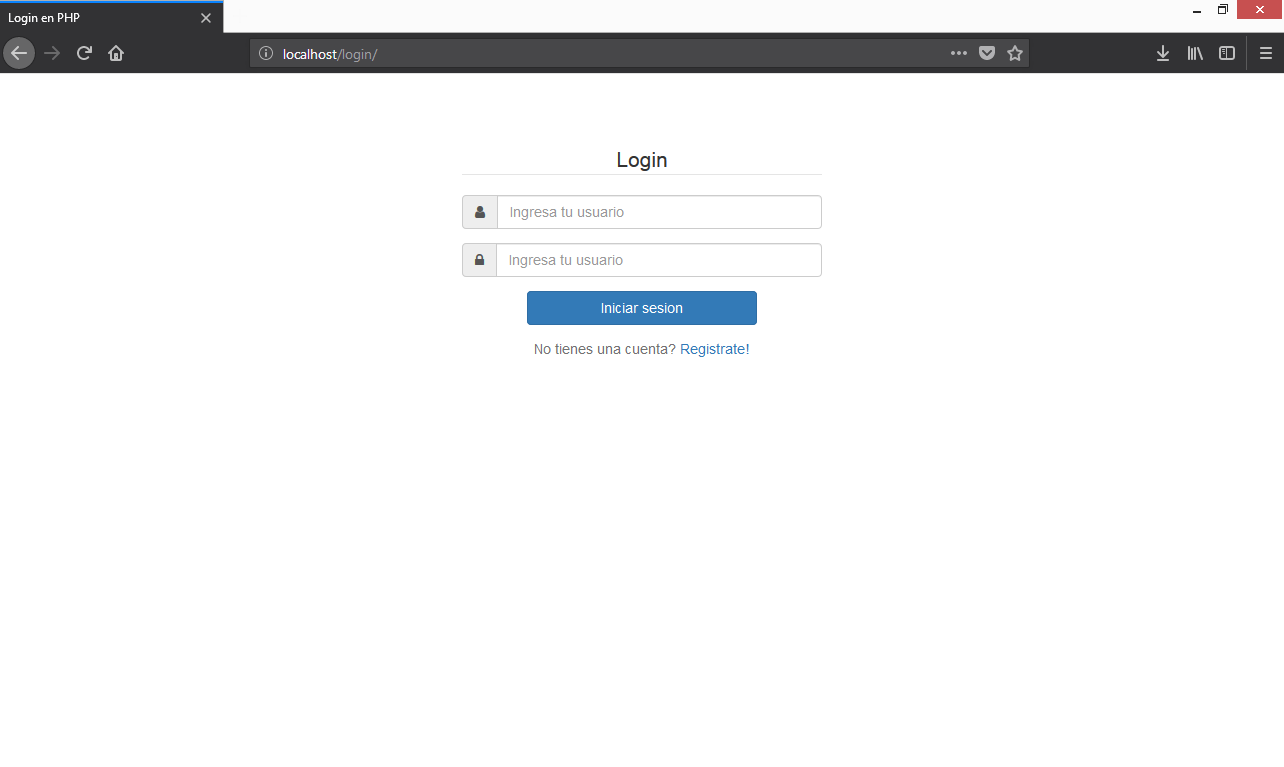 Login en PHP
localhost/login/
Login
Ingresa tu usuario
Ingresa tu usuario
Iniciar sesion
No tienes una cuenta? Registrate!